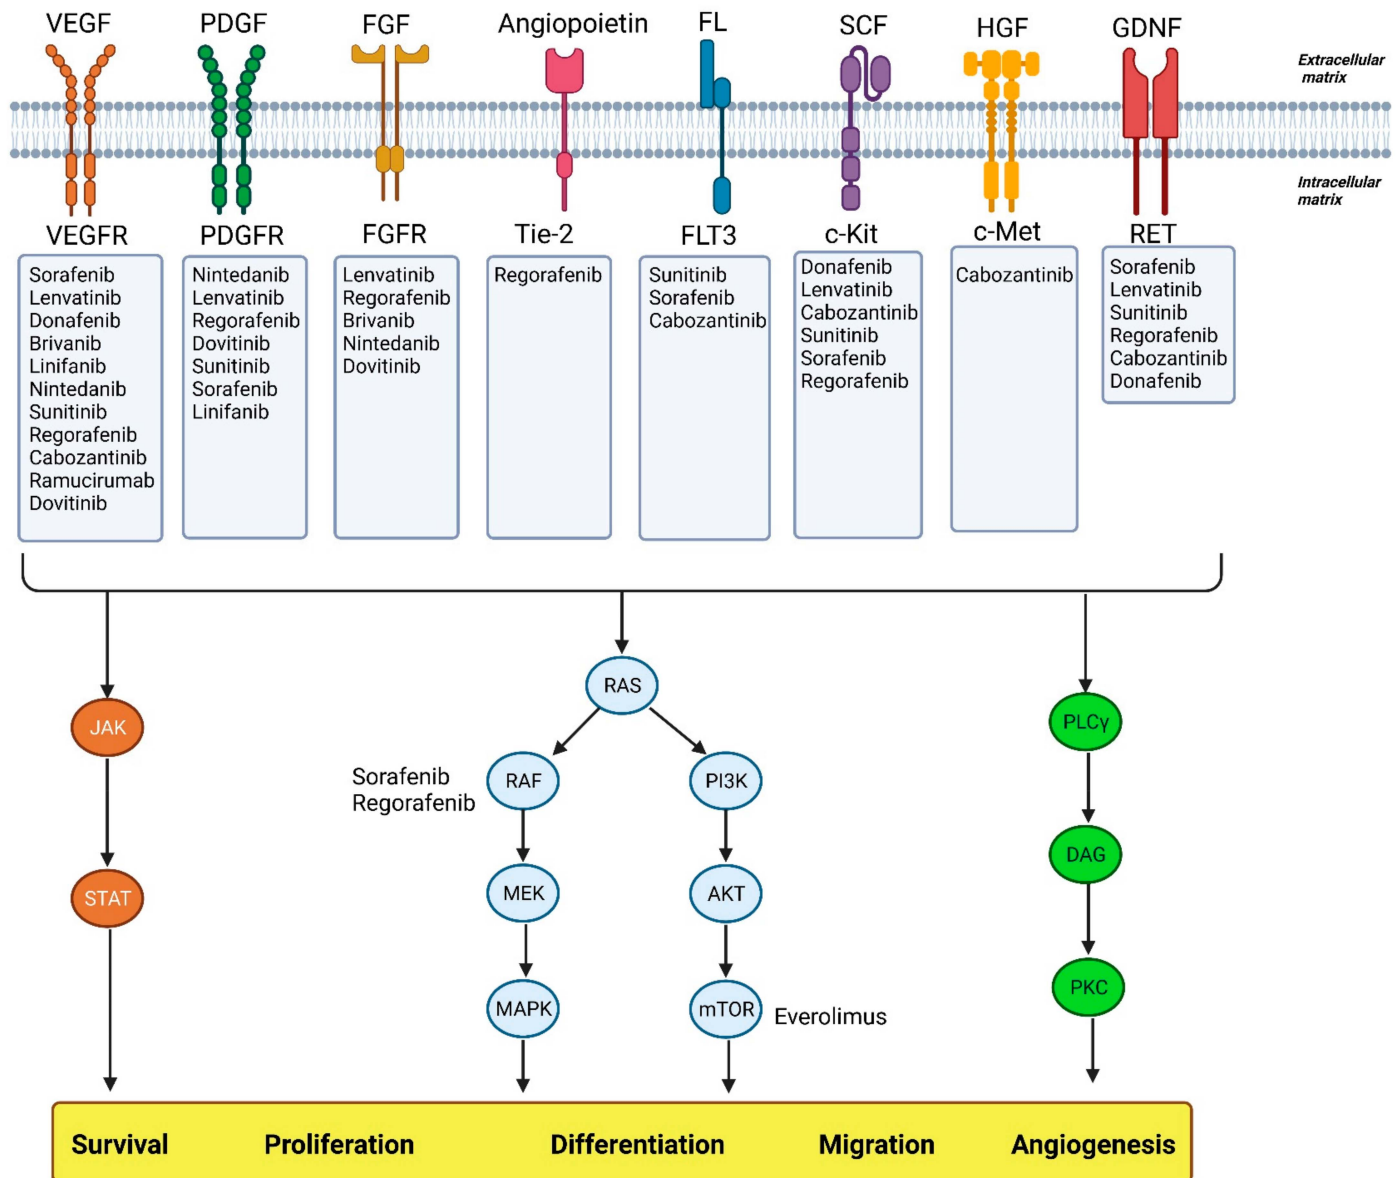 VEGF
PDGF
FGF
Angiopoietin
FL
SCF
HGF
GDNF
Extracellular
matrix
Intracellular
matrix
VEGFR
PDGFR
FGFR
Tie-2
FLT3
c-Kit
c-Met
RET
Sorafenib
Lenvatinib
Donafenib
Brivanib
Linifanib
Nintedanib
Sunitinib
Regorafenib
Cabozantinib
Ramucirumab
Dovitinib
Nintedanib
Lenvatinib
Regorafenib
Dovitinib
Sunitinib
Sorafenib
Linifanib
Lenvatinib
Regorafenib
Brivanib
Nintedanib
Dovitinib
Regorafenib
Sunitinib
Sorafenib
Cabozantinib
Donafenib
Lenvatinib
Cabozantinib
Sunitinib
Sorafenib
Regorafenib
Cabozantinib
Sorafenib
Lenvatinib
Sunitinib
Regorafenib
Cabozantinib
Donafenib
JAK
STAT
RAS
Sorafenib
Regorafenib
RAF
PI3K
MEK
AKT
MAPK
mTOR
Everolimus
PLCγ
DAG
PKC
Survival
Proliferation
Differentiation
Migration
Angiogenesis